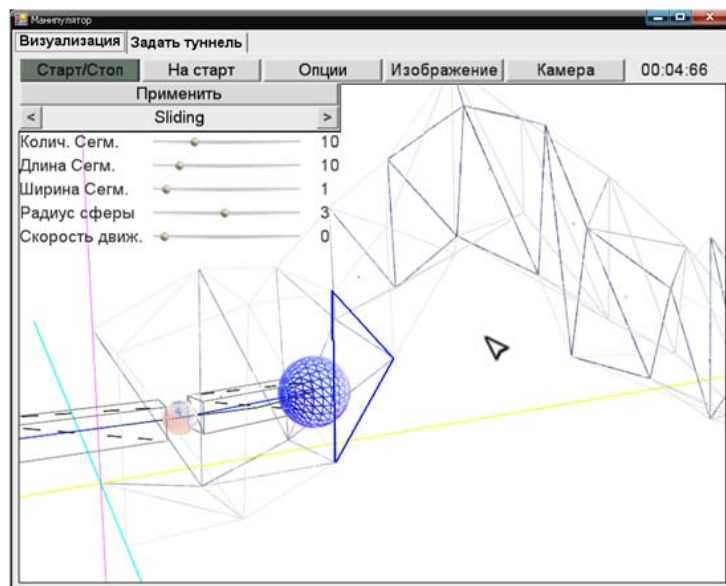 Манипулятор
Визуализация Задать туннель
Старт/Стоп На старт Опции Изображение Камера 00:04:66
Применить
< Sliding >
Колич. Сегм. 10
Длина Сегм. 10
Ширина Сегм. 1
Радиус сферы 3
Скорость движ. 0